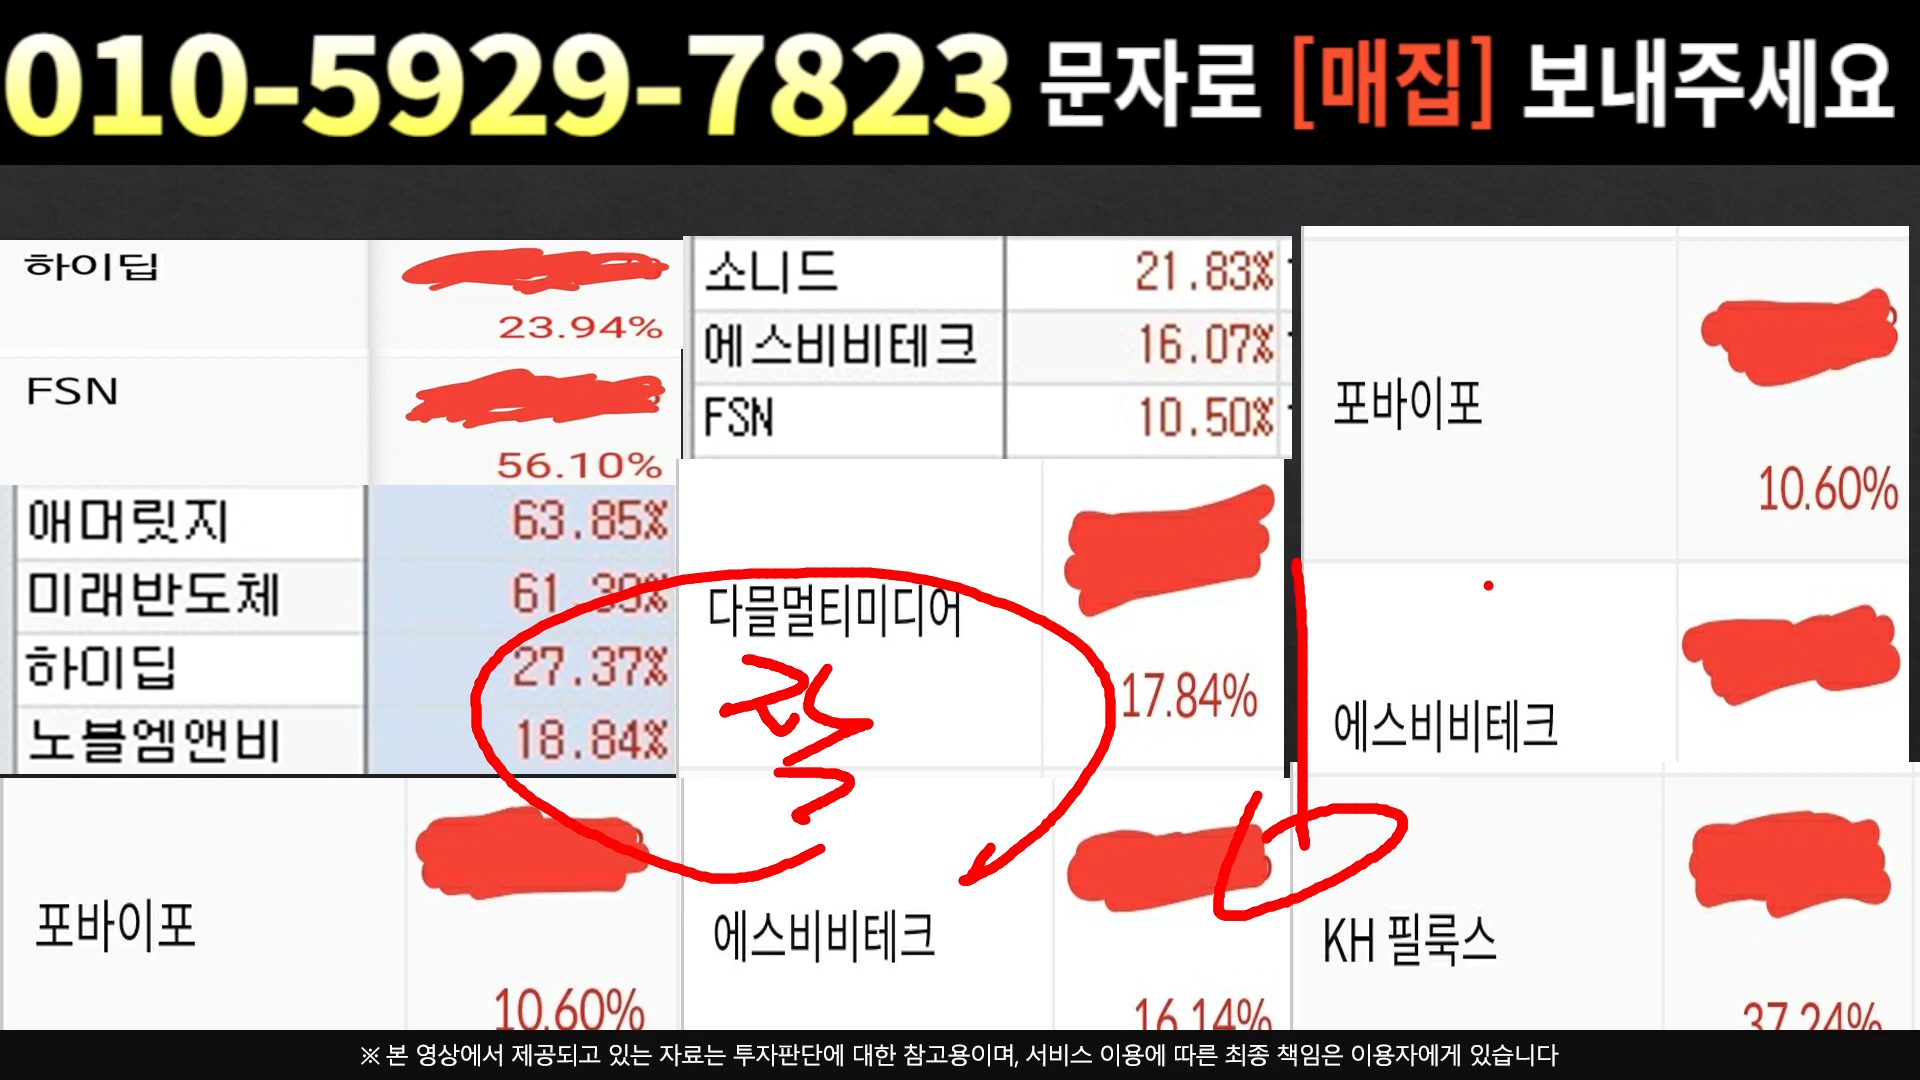 010-5929-7823 문자로 [매집] 보내주세요
하이딥
23.94%
FSN
56.10%
애머릿지 63.85%
미래반도체 61.39%
하이딥 27.37%
노블엠앤비 18.84%
소니드 21.83%
에스비비테크 16.07%
FSN 10.50%
다믈멀티미디어
17.84%
포바이포
10.60%
에스비비테크
포바이포
10.60%
에스비비테크
16.14%
KH 필룩스
37.24%
※ 본 영상에서 제공되고 있는 자료는 투자판단에 대한 참고용이며, 서비스 이용에 따른 최종 책임은 이용자에게 있습니다